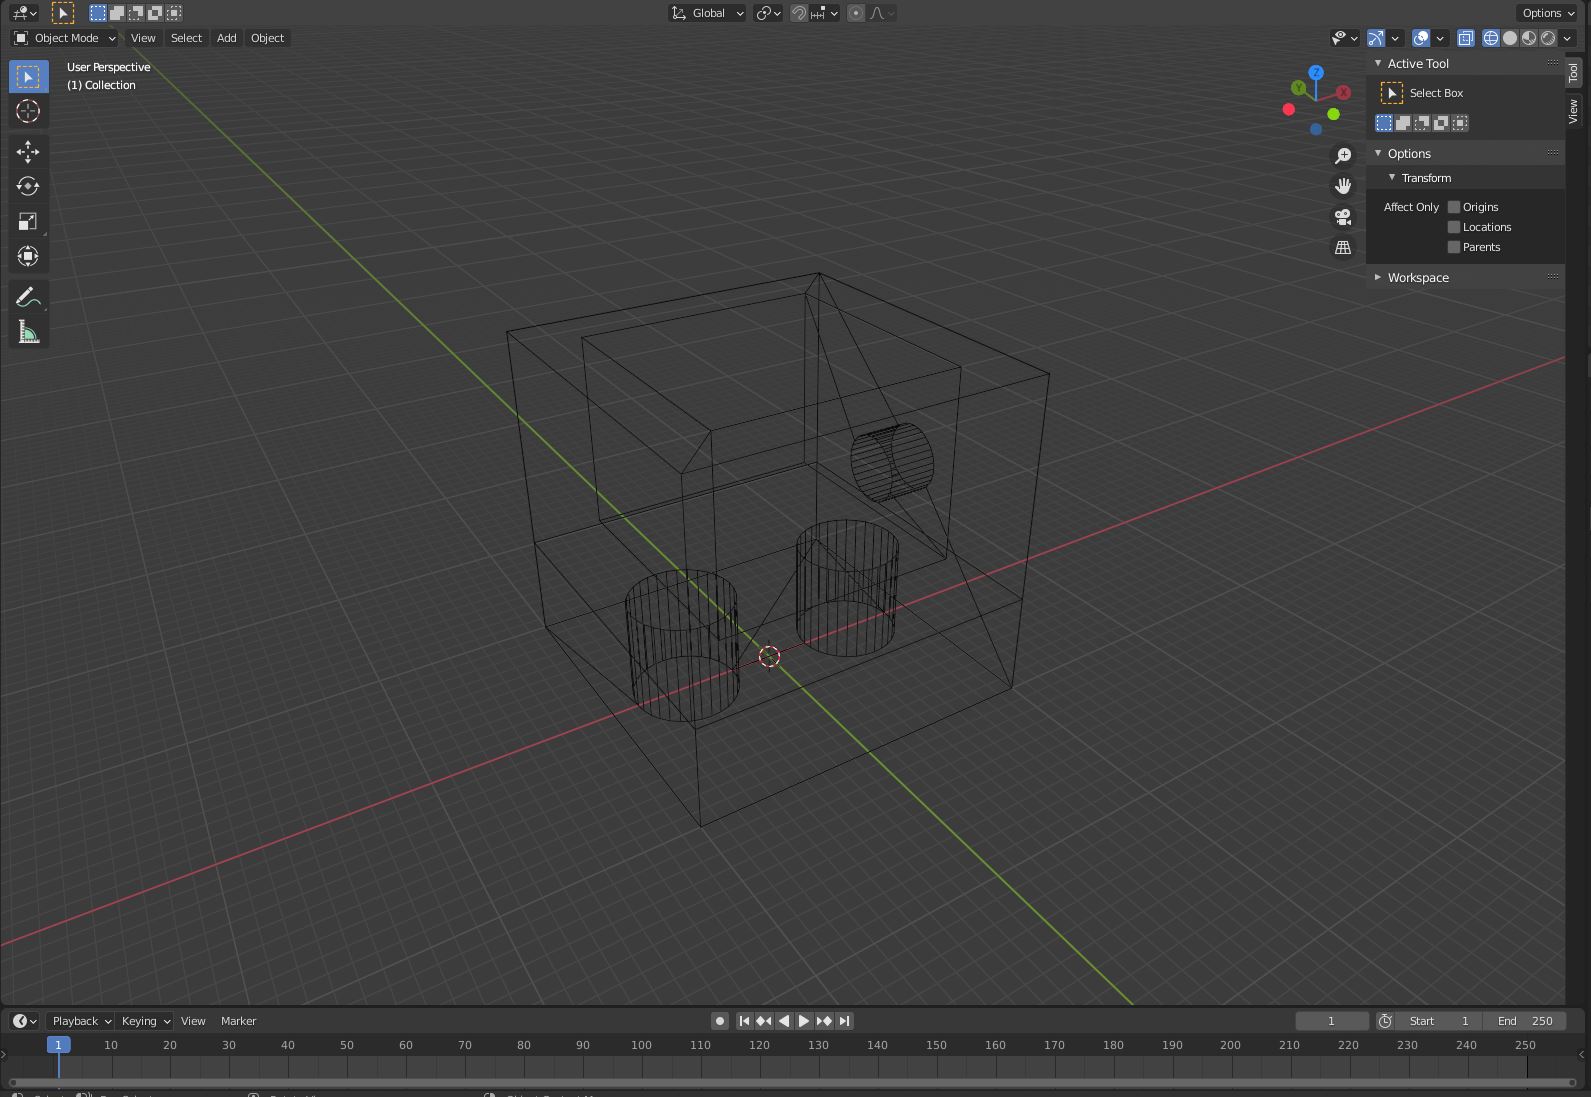 Global
Options
Object Mode
View
Select
Add
Object
User Perspective
(1) Collection
Z
Y
X
Active Tool
Select Box
Options
Transform
Affect Only
Origins
Locations
Parents
Workspace
Tool
View
Playback
Keying
View
Marker
1
Start 1
End 250
1 10 20 30 40 50 60 70 80 90 100 110 120 130 140 150 160 170 180 190 200 210 220 230 240 250